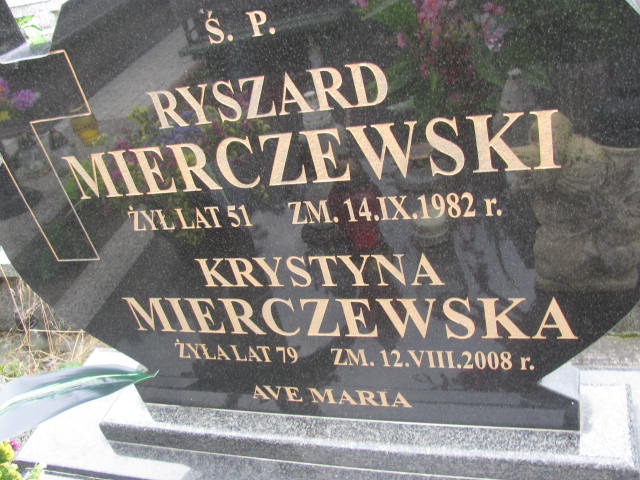 Ś. P.
RYSZARD
MIERCZEWSKI
ŻYŁ LAT 51 ZM. 14.IX.1982 r.
KRYSTYNA
MIERCZEWSKA
ŻYŁA LAT 79 ZM. 12.VIII.2008 r.
AVE MARIA